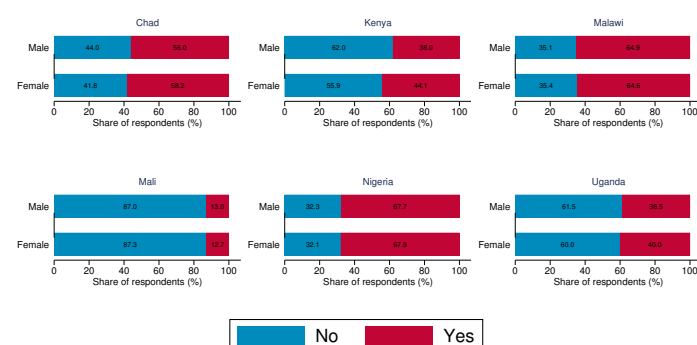 Chad
Male 44.0 56.0
Female 41.8 58.2
0 20 40 60 80 100
Share of respondents (%)
Kenya
Male 62.0 38.0
Female 55.9 44.1
0 20 40 60 80 100
Share of respondents (%)
Malawi
Male 35.1 64.9
Female 35.4 64.6
0 20 40 60 80 100
Share of respondents (%)
Mali
Male 87.0 13.0
Female 87.3 12.7
0 20 40 60 80 100
Share of respondents (%)
Nigeria
Male 32.3 67.7
Female 32.1 67.9
0 20 40 60 80 100
Share of respondents (%)
Uganda
Male 61.5 38.5
Female 60.0 40.0
0 20 40 60 80 100
Share of respondents (%)
No Yes